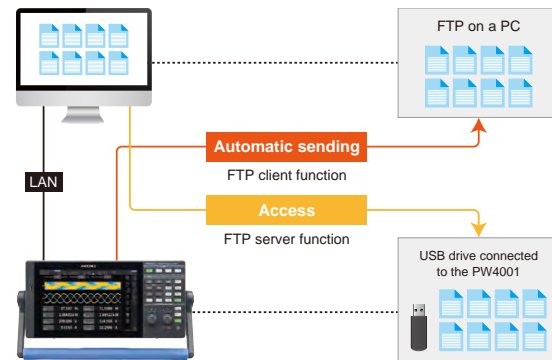 FTP on a PC
Automatic sending
FTP client function
LAN
Access
FTP server function
USB drive connected
to the PW4001
HIOKI